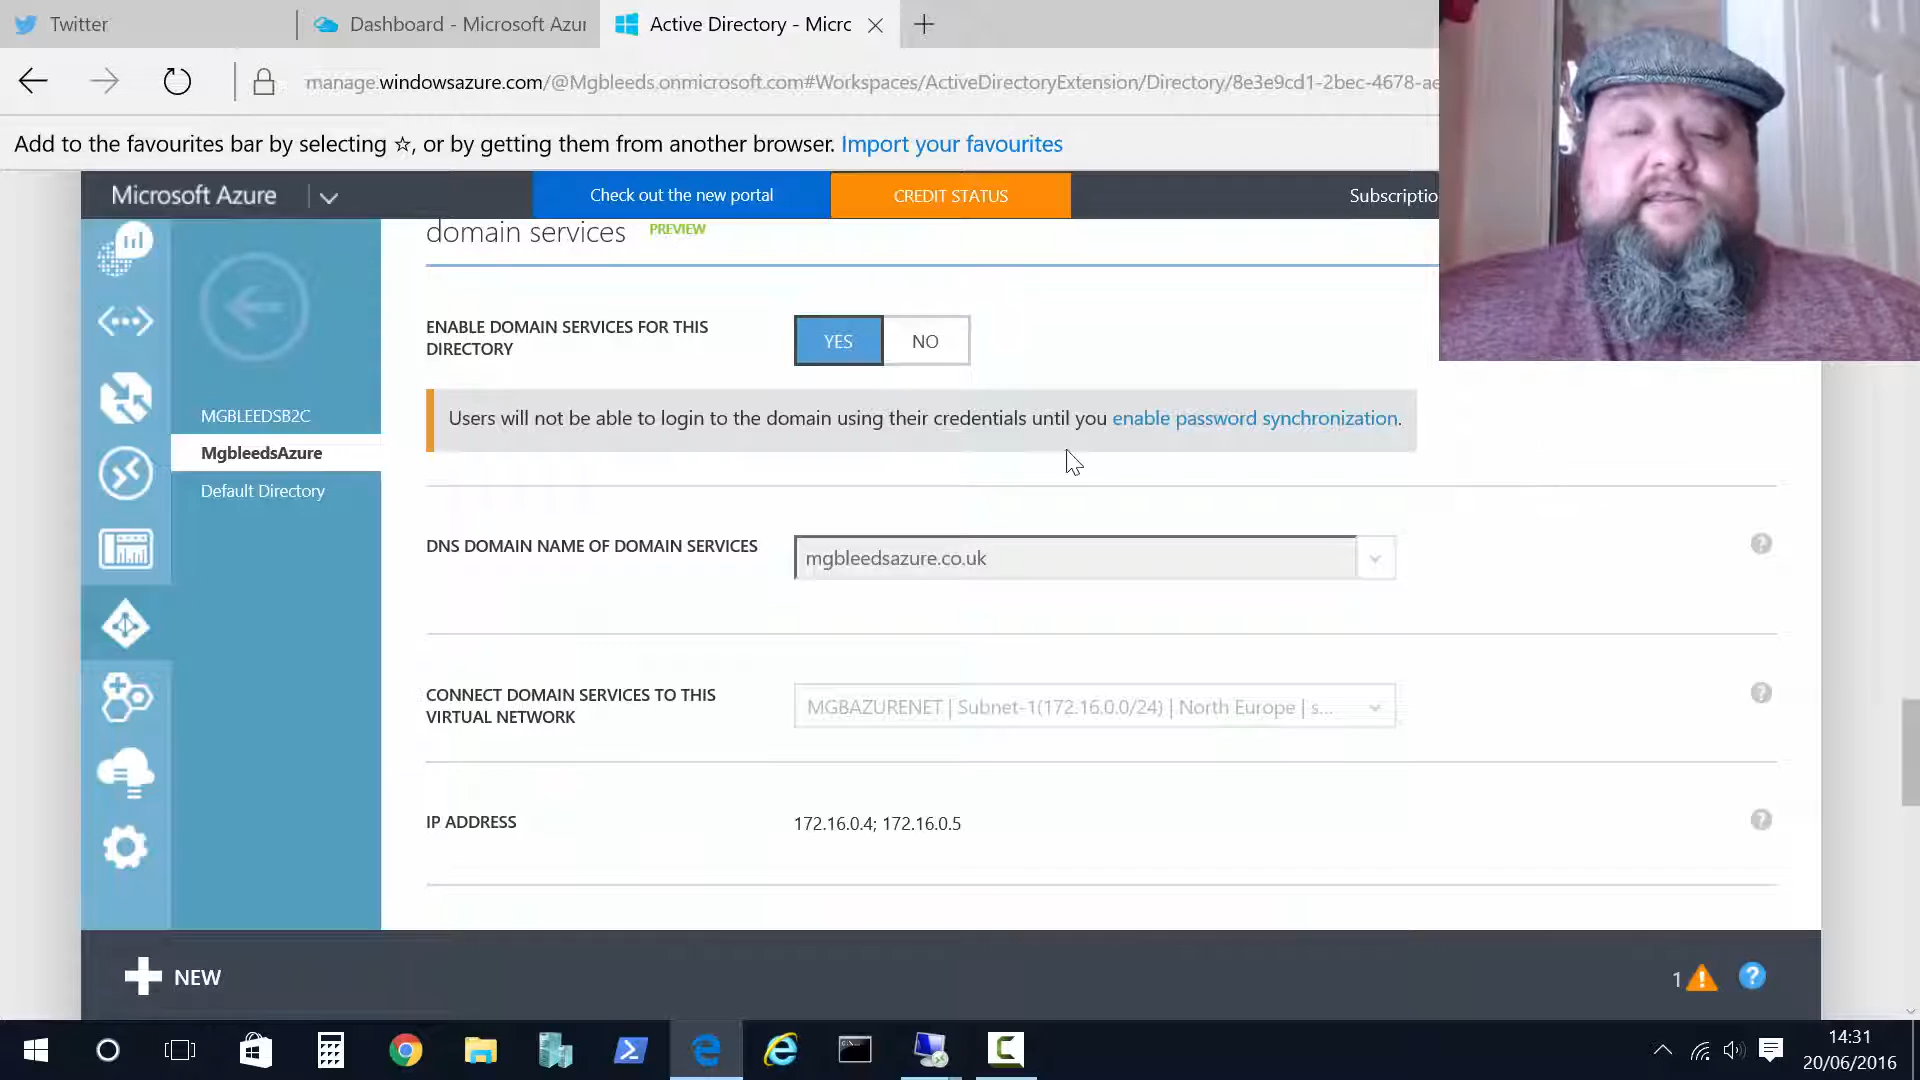 Twitter
Dashboard - Microsoft Azur
Active Directory - Micrc
manage.windowsazure.com/@Mgbleeds.onmicrosoft.com#Workspaces/ActiveDirectoryExtension/Directory/8e3e9cd1-2bec-4678-ae
Add to the favourites bar by selecting ☆, or by getting them from another browser. Import your favourites
Microsoft Azure
Check out the new portal
CREDIT STATUS
Subscriptio
domain services PREVIEW
ENABLE DOMAIN SERVICES FOR THIS
DIRECTORY
YES NO
Users will not be able to login to the domain using their credentials until you enable password synchronization.
MGBLEEDSB2C
MgbleedsAzure
Default Directory
DNS DOMAIN NAME OF DOMAIN SERVICES
mgbleedsazure.co.uk
?
CONNECT DOMAIN SERVICES TO THIS
VIRTUAL NETWORK
MGBAZURENET | Subnet-1(172.16.0.0/24) | North Europe | s...
?
IP ADDRESS
172.16.0.4; 172.16.0.5
?
NEW
1
?
14:31
20/06/2016